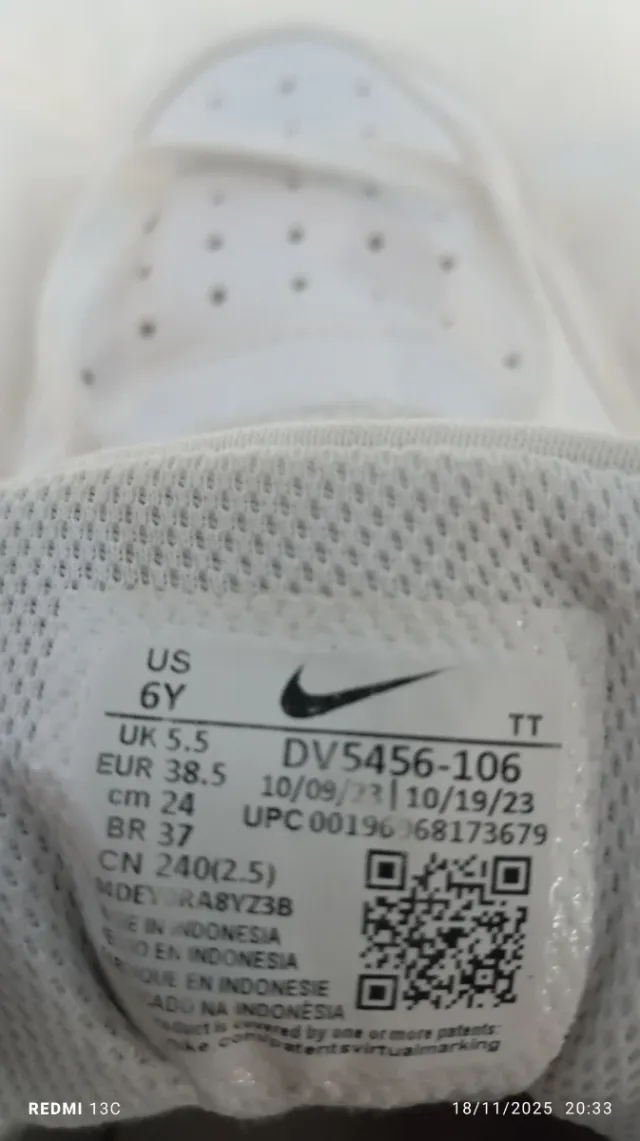 US
6Y
TT
UK 5.5
EUR 38.5
cm 24
BR 37
CN 240(2.5)
DV5456-106
10/09/23 | 10/19/23
UPC
IN INDONESIA
EN INDONESIA
EN INDONESIE
NA INDONÉSIA
is covered by one or more patents:
REDMI 13C
18/11/2025 20:33